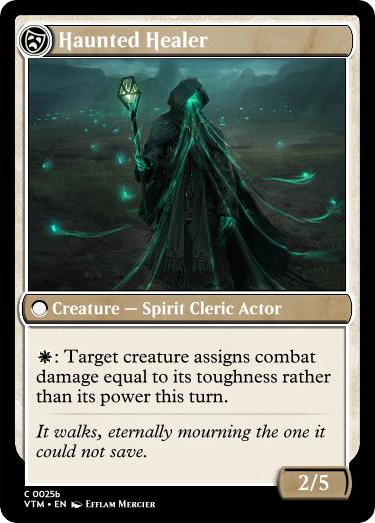 Haunted Healer
Creature — Spirit Cleric Actor
: Target creature assigns combat
damage equal to its toughness rather
than its power this turn.
It walks, eternally mourning the one it
could not save.
2/5
C 0025b
VTM • EN Efflam Mercier